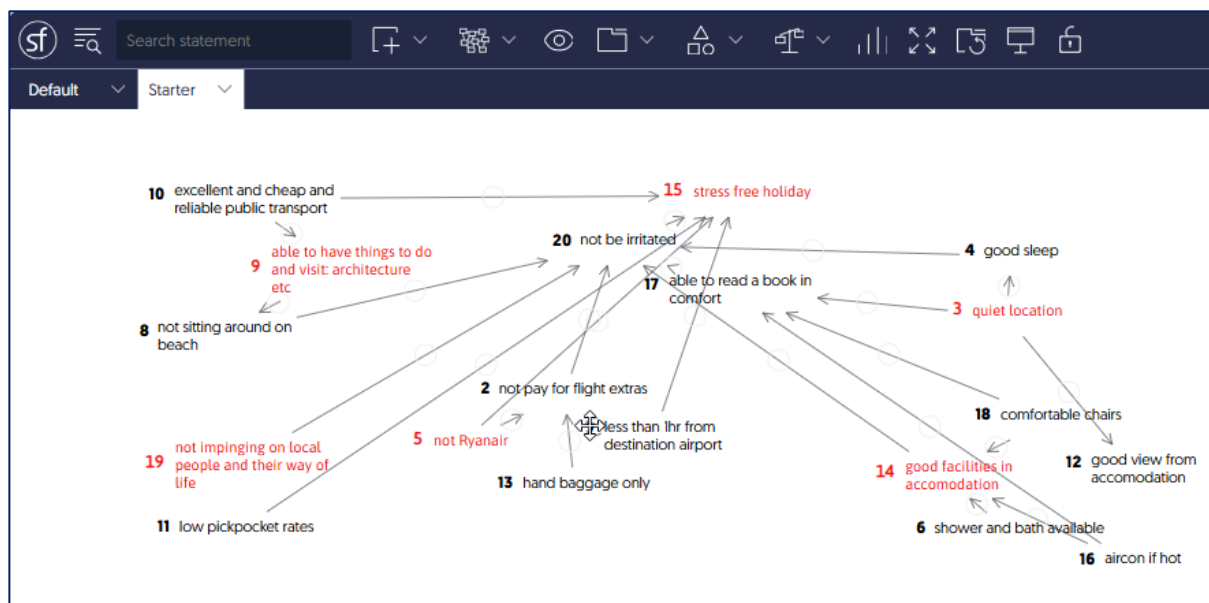 sf
Search statement
Default
Starter
10 excellent and cheap and
reliable public transport
15 stress free holiday
20 not be irritated
4 good sleep
9 able to have things to do
and visit: architecture
etc
17 able to read a book in
comfort
3 quiet location
8 not sitting around on
beach
2 not pay for flight extras
18 comfortable chairs
5 not Ryanair
less than 1hr from
destination airport
19 not impinging on local
people and their way of
life
12 good view from
accomodation
14 good facilities in
accomodation
13 hand baggage only
11 low pickpocket rates
6 shower and bath available
16 aircon if hot